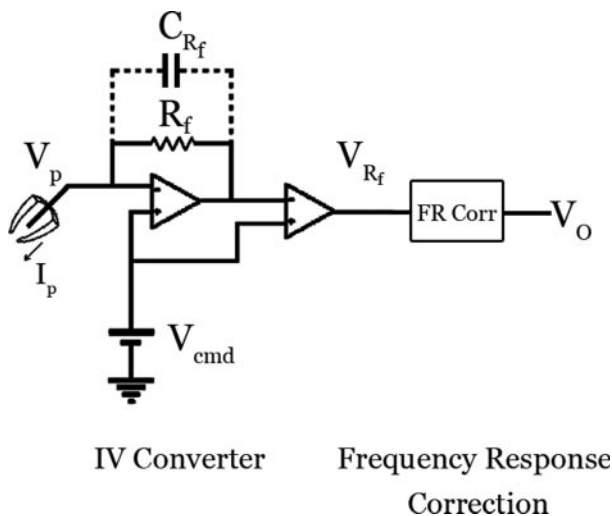 C_Rf
R_f
V_p
V_Rf
FR Corr
V_O
I_p
V_cmd
IV Converter
Frequency Response
Correction